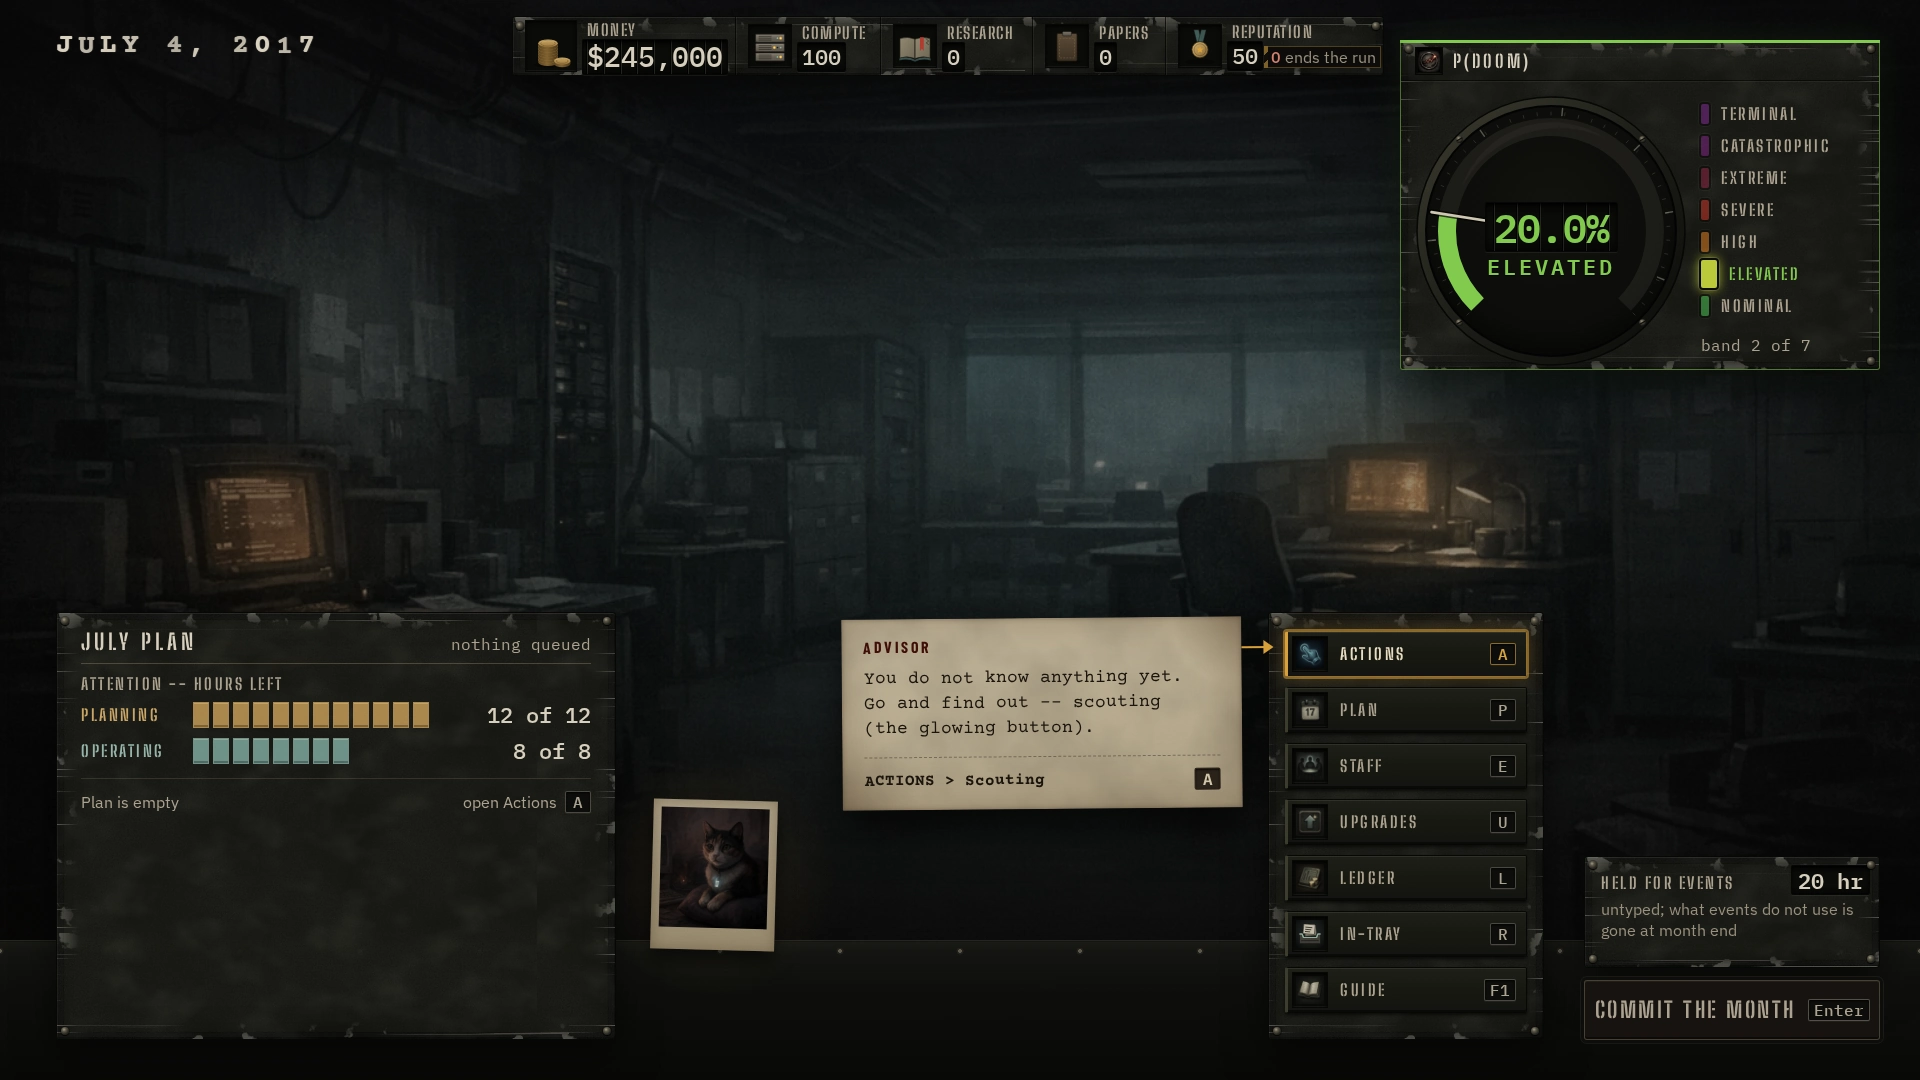 JULY 4, 2017
MONEY
$245,000
COMPUTE
100
RESEARCH
0
PAPERS
0
REPUTATION
50 0 ends the run
P(DOOM)
20.0%
ELEVATED
TERMINAL
CATASTROPHIC
EXTREME
SEVERE
HIGH
ELEVATED
NOMINAL
band 2 of 7
JULY PLAN nothing queued
ATTENTION -- HOURS LEFT
PLANNING 12 of 12
OPERATING 8 of 8
Plan is empty open Actions A
ADVISOR
You do not know anything yet.
Go and find out -- scouting
(the glowing button).
ACTIONS > Scouting A
ACTIONS A
17 PLAN P
STAFF E
UPGRADES U
LEDGER L
IN-TRAY R
GUIDE F1
HELD FOR EVENTS 20 hr
untyped; what events do not use is
gone at month end
COMMIT THE MONTH Enter